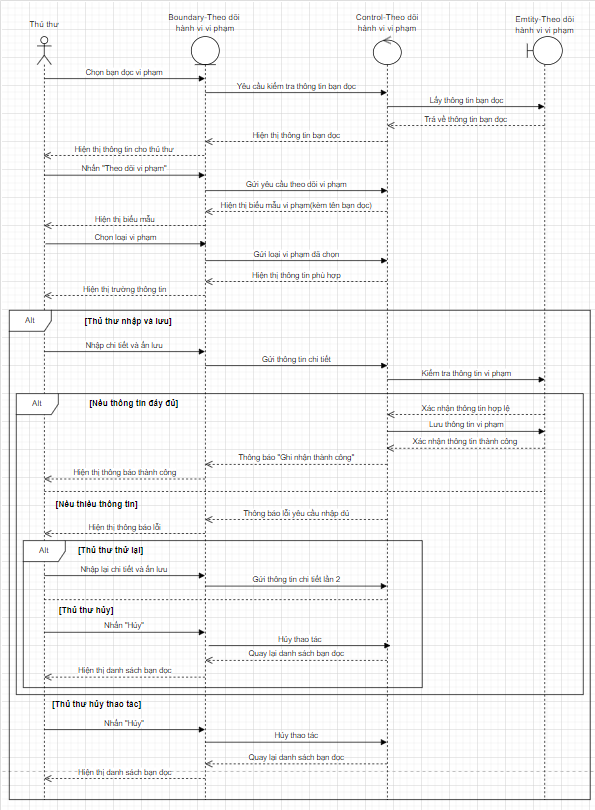 Thủ thư
Boundary-Theo dõi
hành vi vi phạm
Control-Theo dõi
hành vi vi phạm
Emtity-Theo dõi
hành vi vi phạm
Chọn bạn dọc vi phạm
Yêu cầu kiểm tra thông tin bạn dọc
Lấy thông tin bạn dọc
Trả về thông tin bạn dọc
Hiện thị thông tin bạn dọc
Hiện thị thông tin cho thủ thư
Nhấn "Theo dõi vi phạm"
Gửi yêu cầu theo dõi vi phạm
Hiện thị biểu mẫu vi phạm(kèm tên bạn dọc)
Hiện thị biểu mẫu
Chọn loại vi phạm
Gửi loại vi phạm đã chọn
Hiện thị thông tin phù hợp
Hiện thị trường thông tin
Alt
[Thủ thư nhập và lưu]
Nhập chi tiết và ấn lưu
Gửi thông tin chi tiết
Kiểm tra thông tin vi phạm
Alt
[Nếu thông tin đầy đủ]
Xác nhận thông tin hợp lệ
Lưu thông tin vi phạm
Xác nhận thông tin thành công
Thông báo "Ghi nhận thành công"
Hiện thị thông báo thành công
[Nếu thiếu thông tin]
Thông báo lỗi yêu cầu nhập đủ
Hiện thị thông báo lỗi
Alt
[Thủ thư thử lại]
Nhập lại chi tiết và ấn lưu
Gửi thông tin chi tiết lần 2
[Thủ thư hủy]
Nhấn "Hủy"
Hủy thao tác
Quay lại danh sách bạn dọc
Hiện thị danh sách bạn dọc
[Thủ thư hủy thao tác]
Nhấn "Hủy"
Hủy thao tác
Quay lại danh sách bạn dọc
Hiện thị danh sách bạn dọc